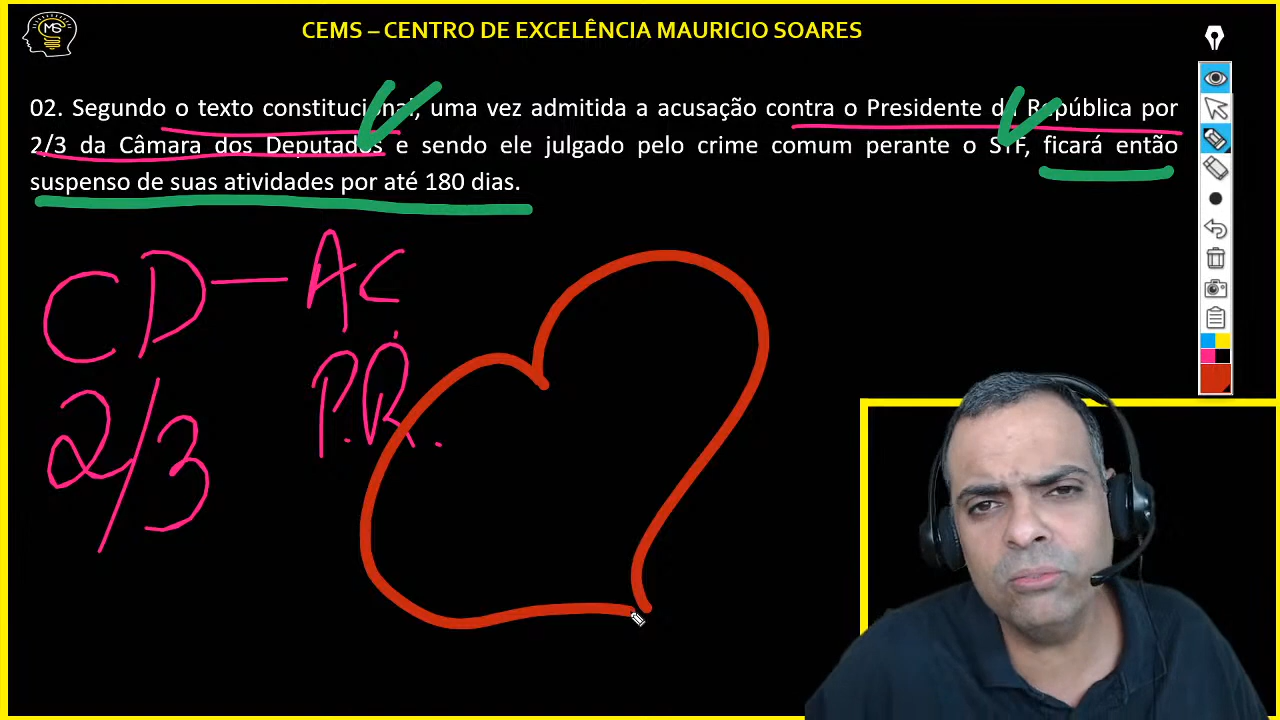 MS
CEMS – CENTRO DE EXCELÊNCIA MAURICIO SOARES
02. Segundo o texto constitucional, uma vez admitida a acusação contra o Presidente da República por
2/3 da Câmara dos Deputados e sendo ele julgado pelo crime comum perante o STF, ficará então
suspenso de suas atividades por até 180 dias.
CD — AC
P.R.
2/3